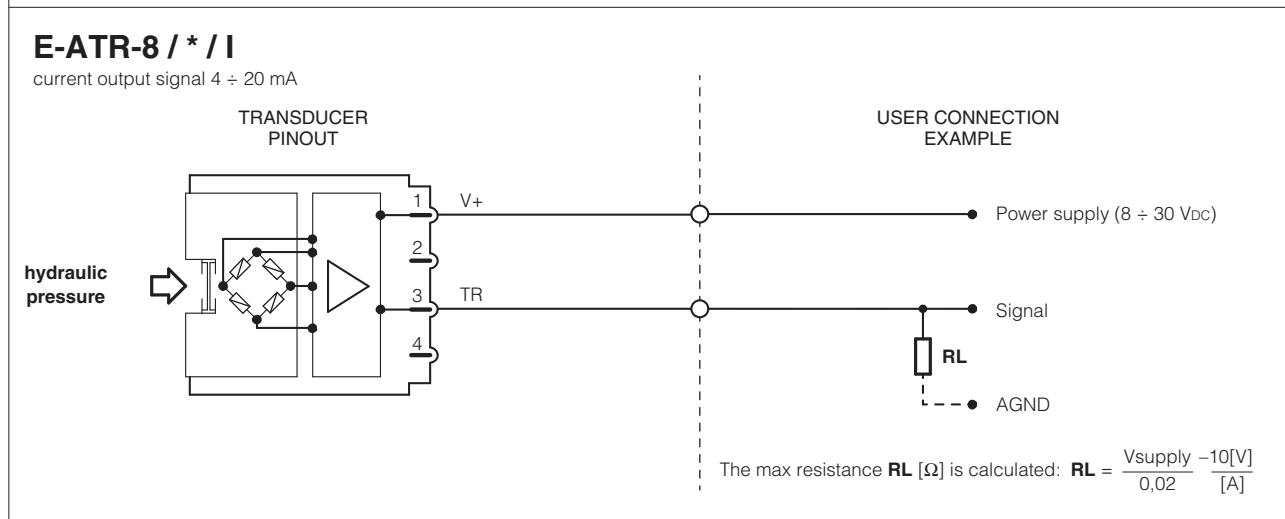 E-ATR-8 / * / I
current output signal 4 ÷ 20 mA
TRANSDUCER
PINOUT
USER CONNECTION
EXAMPLE
1 V+
Power supply (8 ÷ 30 VDC)
2
hydraulic
pressure
3 TR
Signal
4
RL
AGND
The max resistance RL [Ω] is calculated: RL = Vsupply −10[V]
0,02 [A]